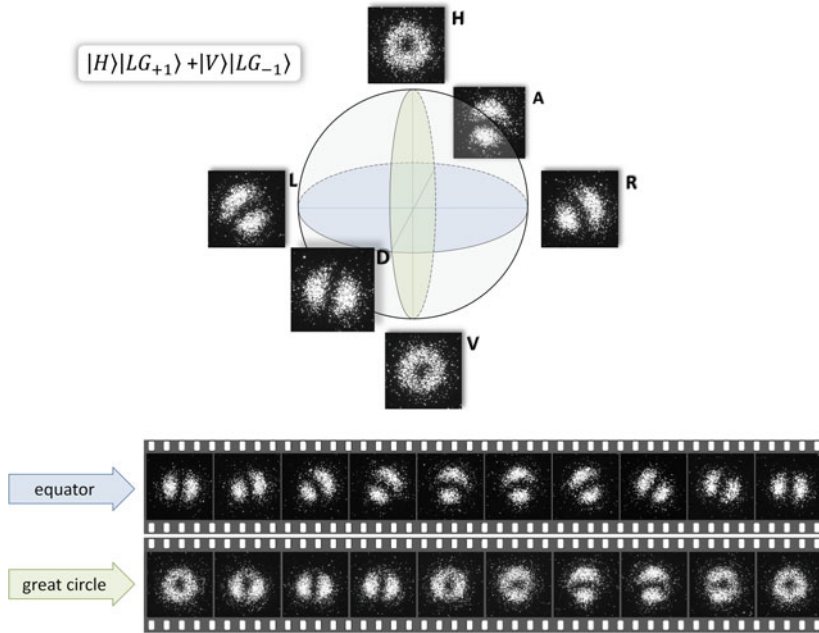 H
|H⟩|LG₊₁⟩ +|V⟩|LG₋₁⟩
A
L
R
D
V
equator
great circle